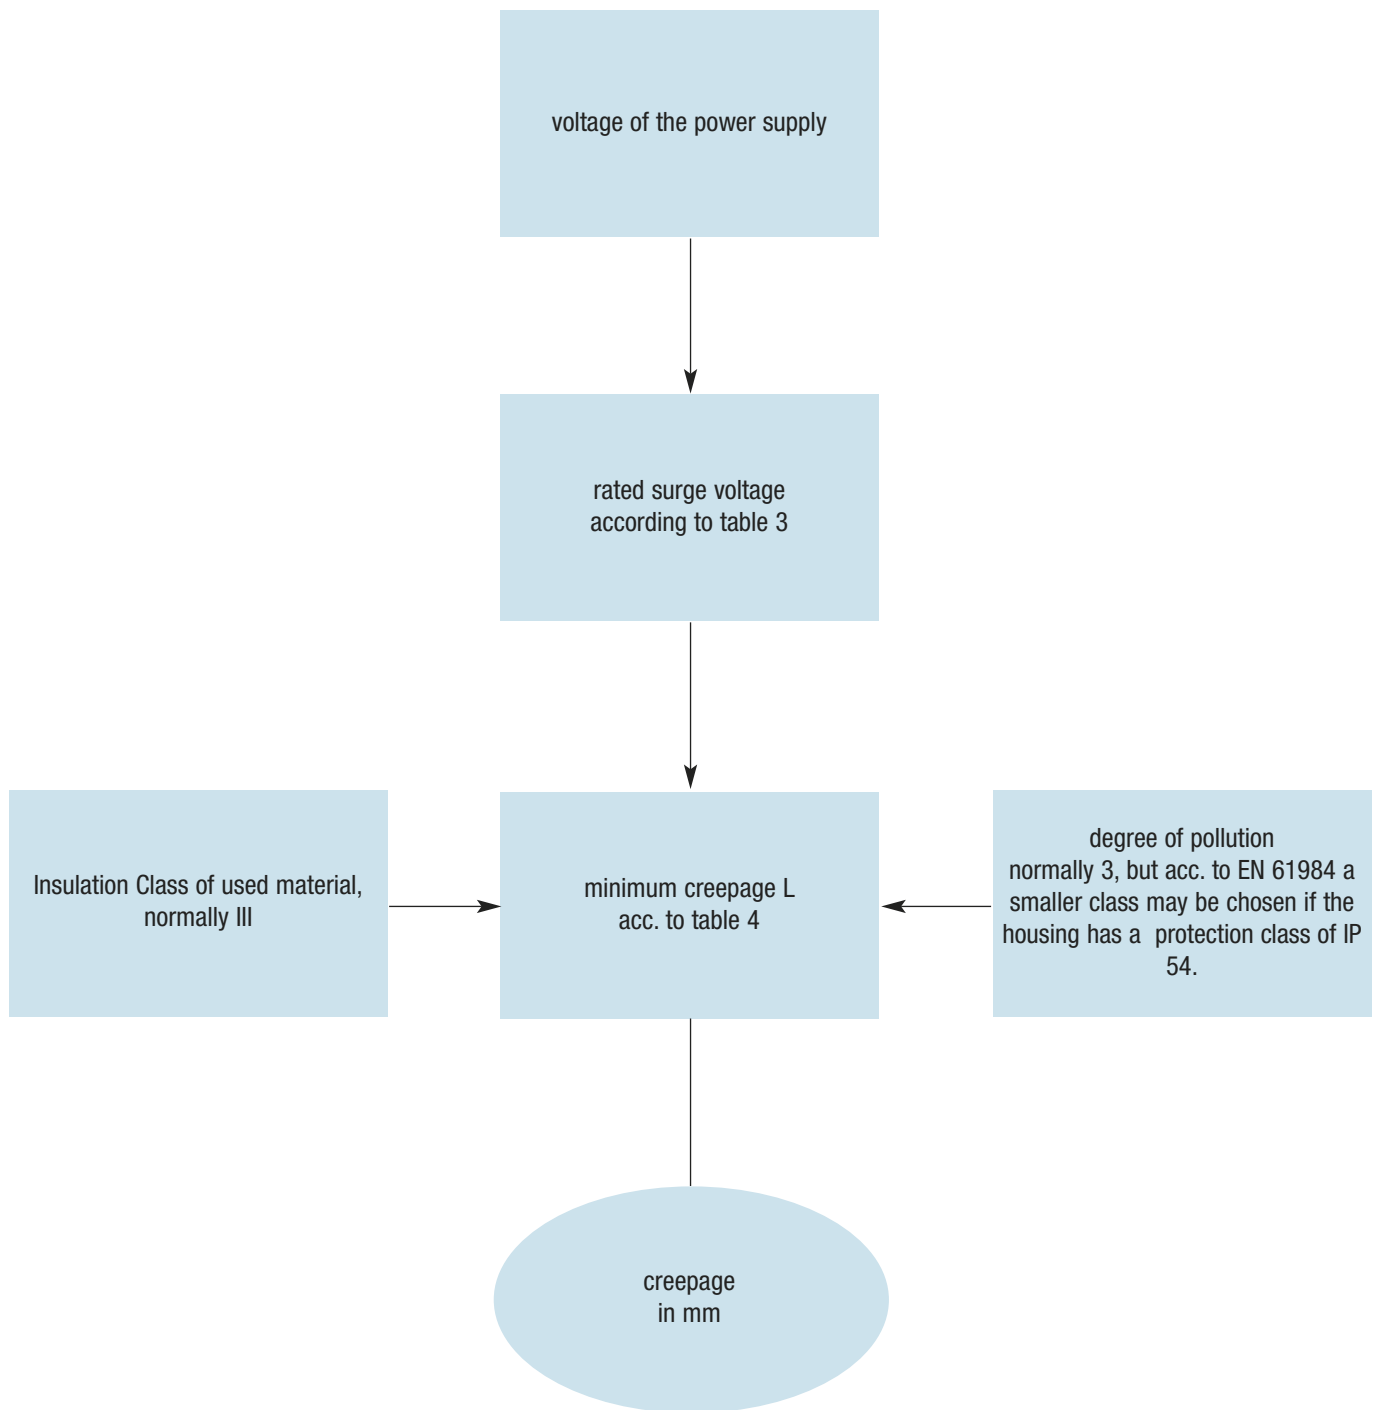 voltage of the power supply
rated surge voltage
according to table 3
Insulation Class of used material,
normally III
minimum creepage L
acc. to table 4
degree of pollution
normally 3, but acc. to EN 61984 a
smaller class may be chosen if the
housing has a  protection class of IP
54.
creepage
in mm